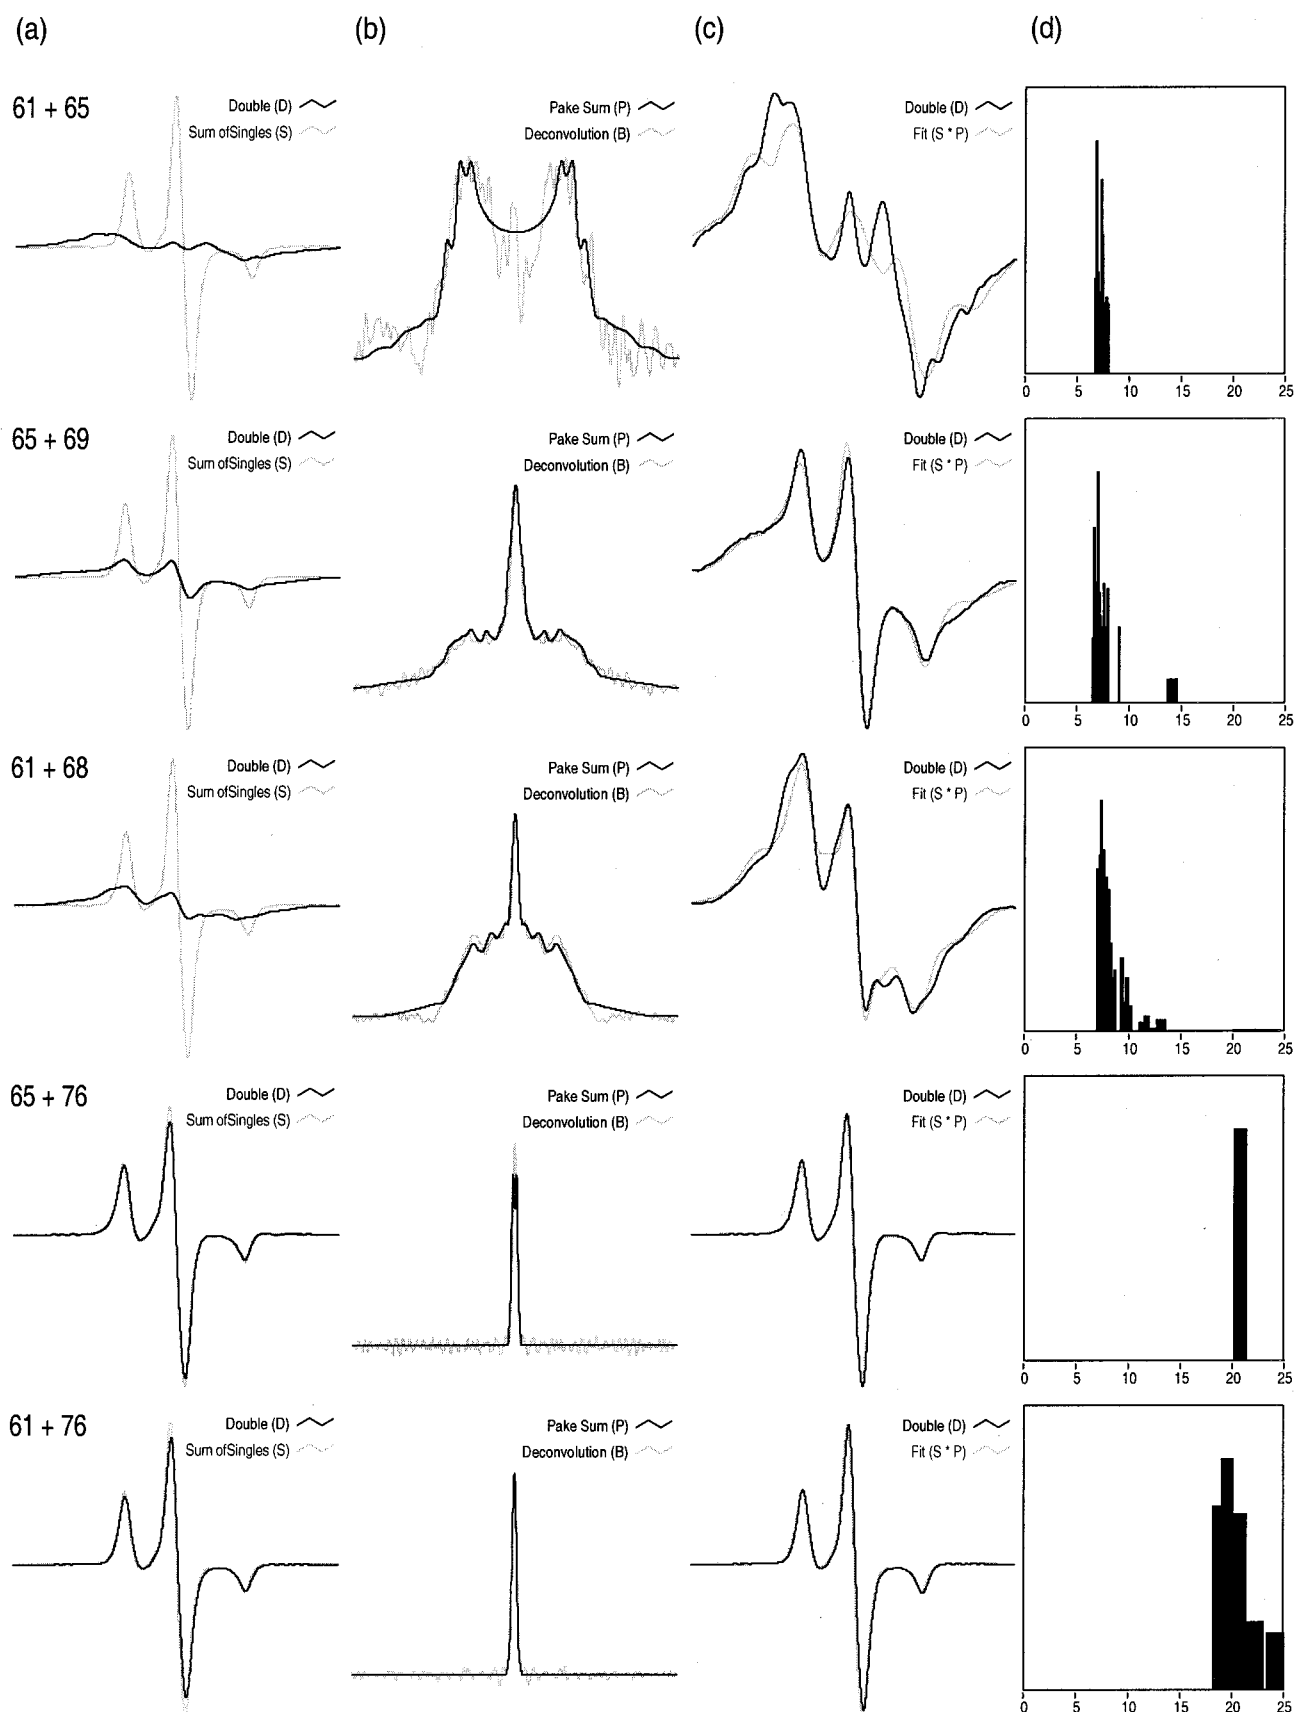 (a) (b) (c) (d)
61 + 65
Double (D)
Sum ofSingles (S)
Pake Sum (P)
Deconvolution (B)
Double (D)
Fit (S * P)
0 5 10 15 20 25
65 + 69
Double (D)
Sum ofSingles (S)
Pake Sum (P)
Deconvolution (B)
Double (D)
Fit (S * P)
0 5 10 15 20 25
61 + 68
Double (D)
Sum ofSingles (S)
Pake Sum (P)
Deconvolution (B)
Double (D)
Fit (S * P)
0 5 10 15 20 25
65 + 76
Double (D)
Sum ofSingles (S)
Pake Sum (P)
Deconvolution (B)
Double (D)
Fit (S * P)
0 5 10 15 20 25
61 + 76
Double (D)
Sum ofSingles (S)
Pake Sum (P)
Deconvolution (B)
Double (D)
Fit (S * P)
0 5 10 15 20 25